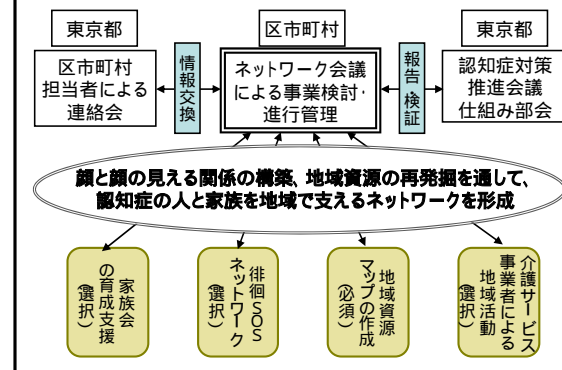 東京都
区市町村
東京都
区市町村
担当者による
連絡会
情報交換
ネットワーク会議
による事業検討・
進行管理
報告・検証
認知症対策
推進会議
仕組み部会
顔と顔の見える関係の構築、地域資源の再発掘を通して、
認知症の人と家族を地域で支えるネットワークを形成
家族会
の育成支援
（選択）
徘徊SOS
ネットワーク
（選択）
地域資源
マップの作成
（必須）
介護サービス
事業者による
地域活動
（選択）